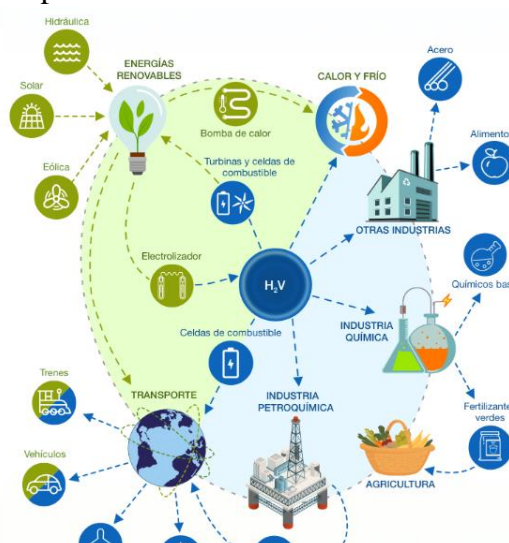 Hidráulica
ENERGÍAS
RENOVABLES
CALOR Y FRÍO
Acero
Solar
Bomba de calor
Alimento
Turbinas y celdas de
combustible
Eólica
OTRAS INDUSTRIAS
Electrolizador
H₂V
Químicos bas
INDUSTRIA
QUÍMICA
Celdas de combustible
Trenes
TRANSPORTE
INDUSTRIA
PETROQUÍMICA
Fertilizante
verdes
Vehículos
AGRICULTURA